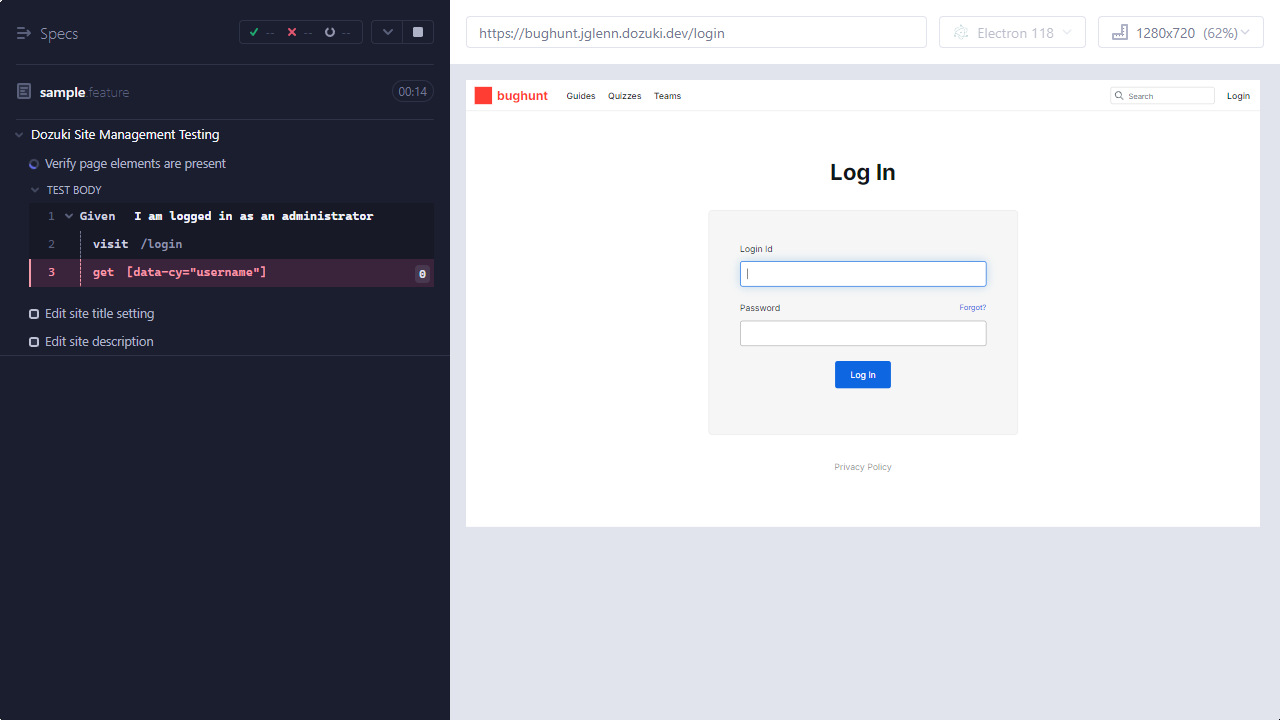 Specs
-- -- --
sample.feature
00:14
Dozuki Site Management Testing
Verify page elements are present
TEST BODY
1 Given I am logged in as an administrator
2 visit /login
3 get [data-cy="username"] 0
Edit site title setting
Edit site description
https://bughunt.jglenn.dozuki.dev/login
Electron 118
1280x720 (62%)
bughunt Guides Quizzes Teams Search Login
Log In
Login Id
Password Forgot?
Log In
Privacy Policy